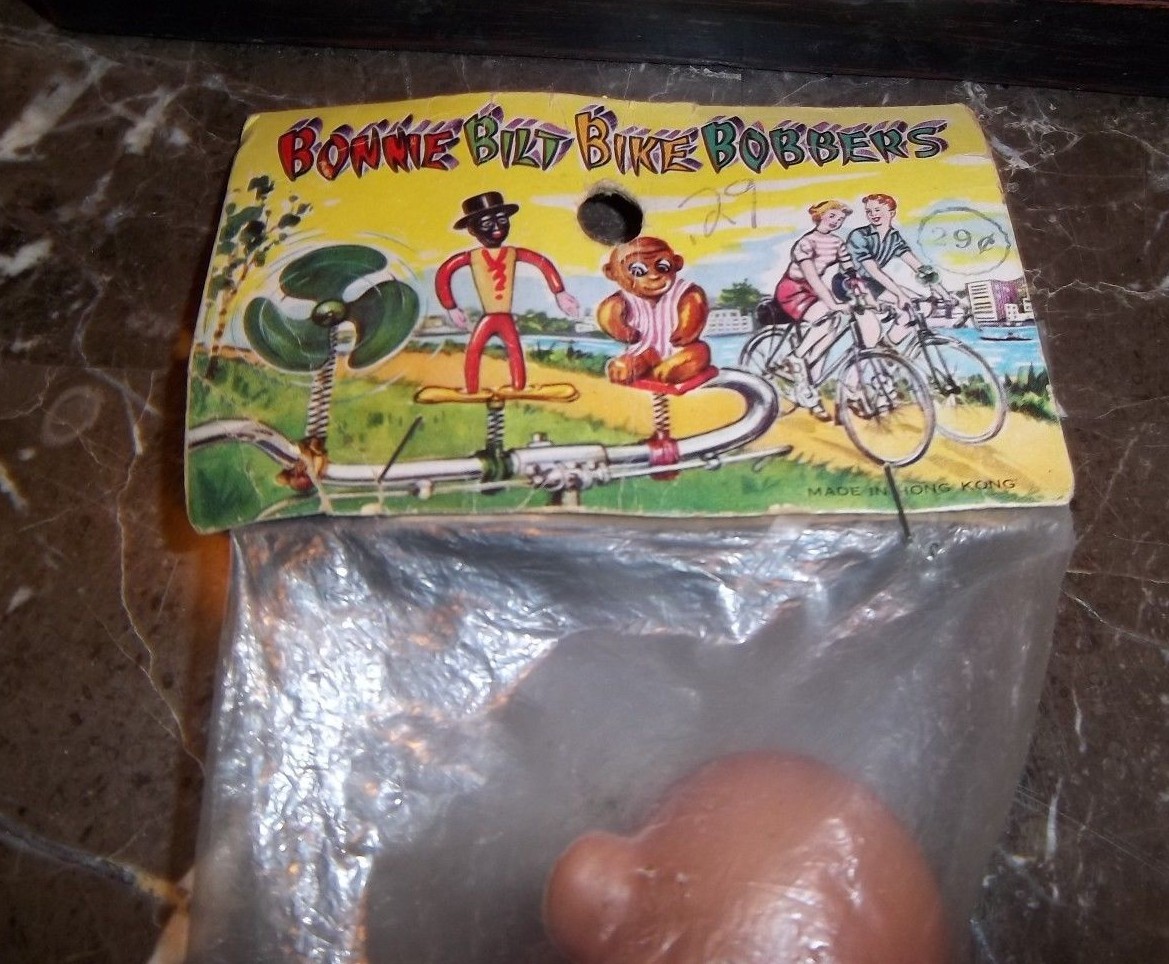 BONNIE BILT BIKE BOBBERS
.29
29¢
MADE IN HONG KONG